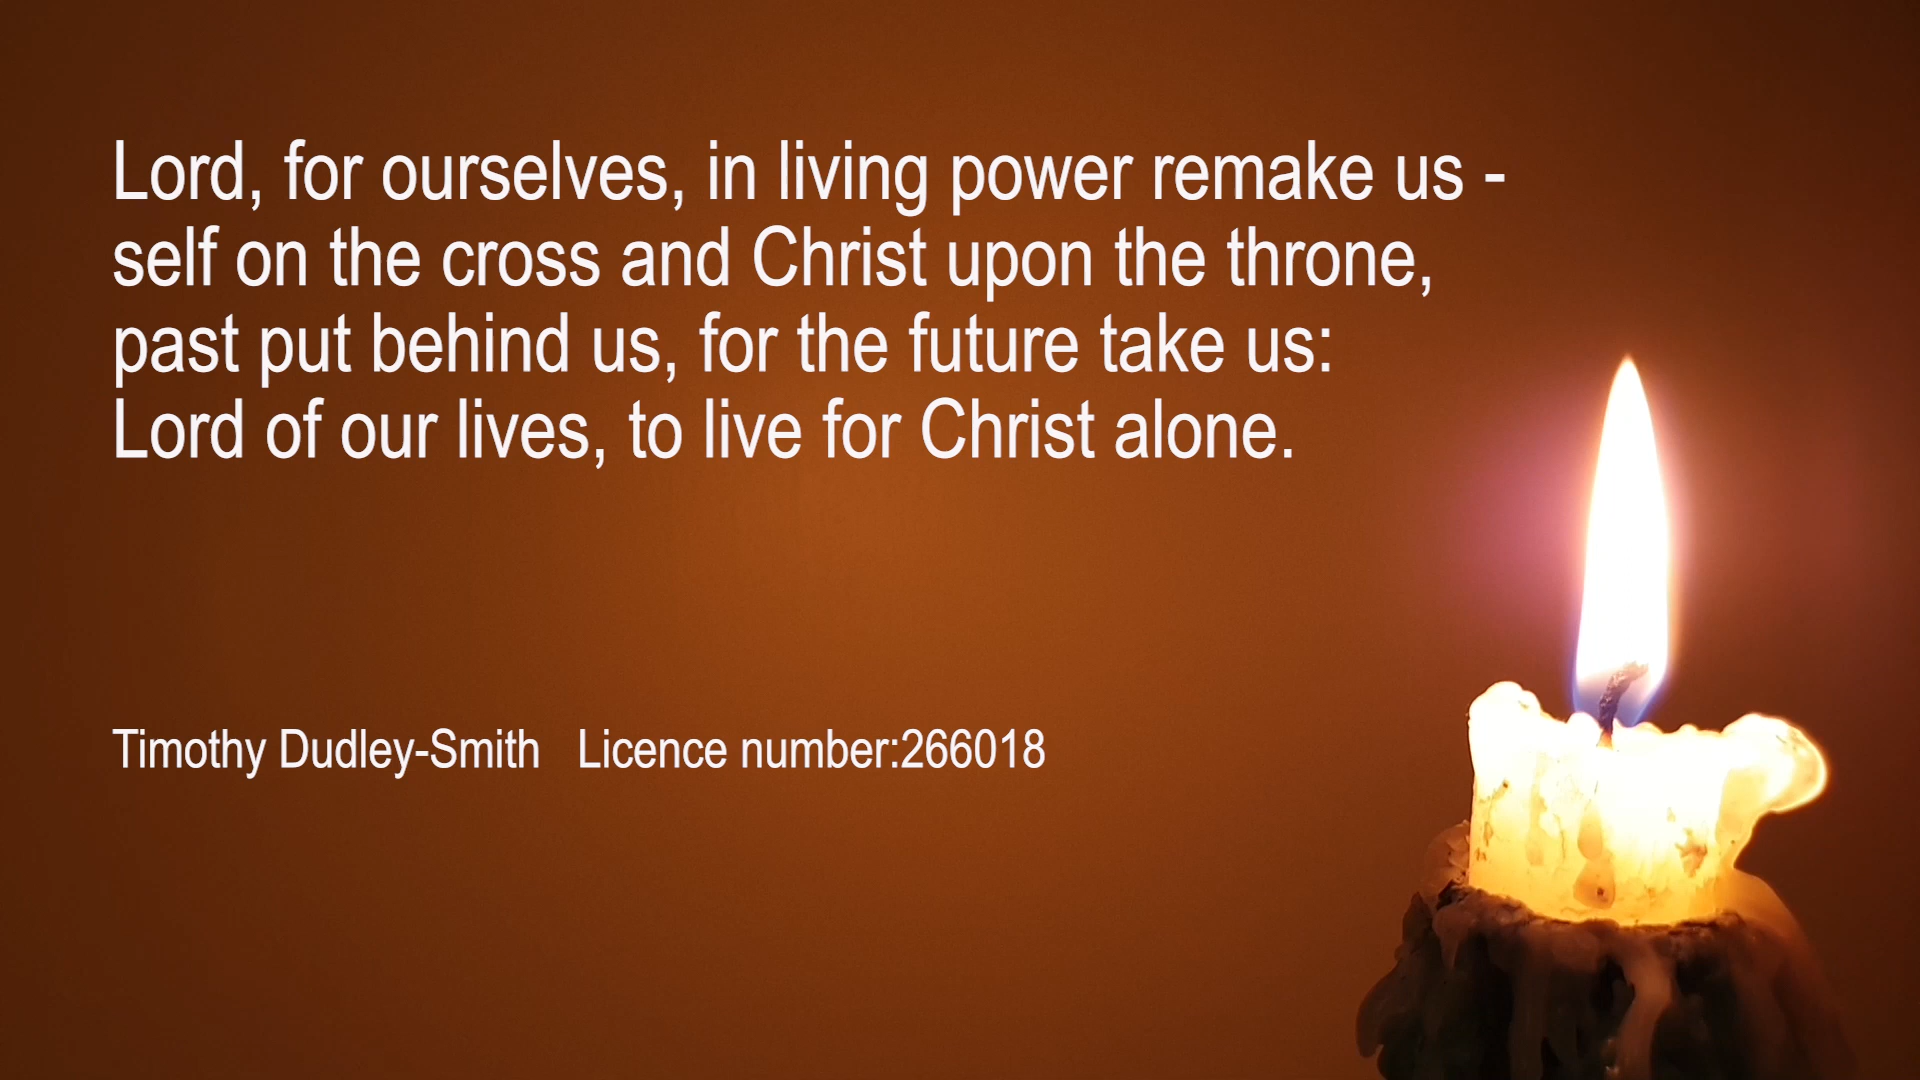 Lord, for ourselves, in living power remake us -
self on the cross and Christ upon the throne,
past put behind us, for the future take us:
Lord of our lives, to live for Christ alone.
Timothy Dudley-Smith   Licence number:266018